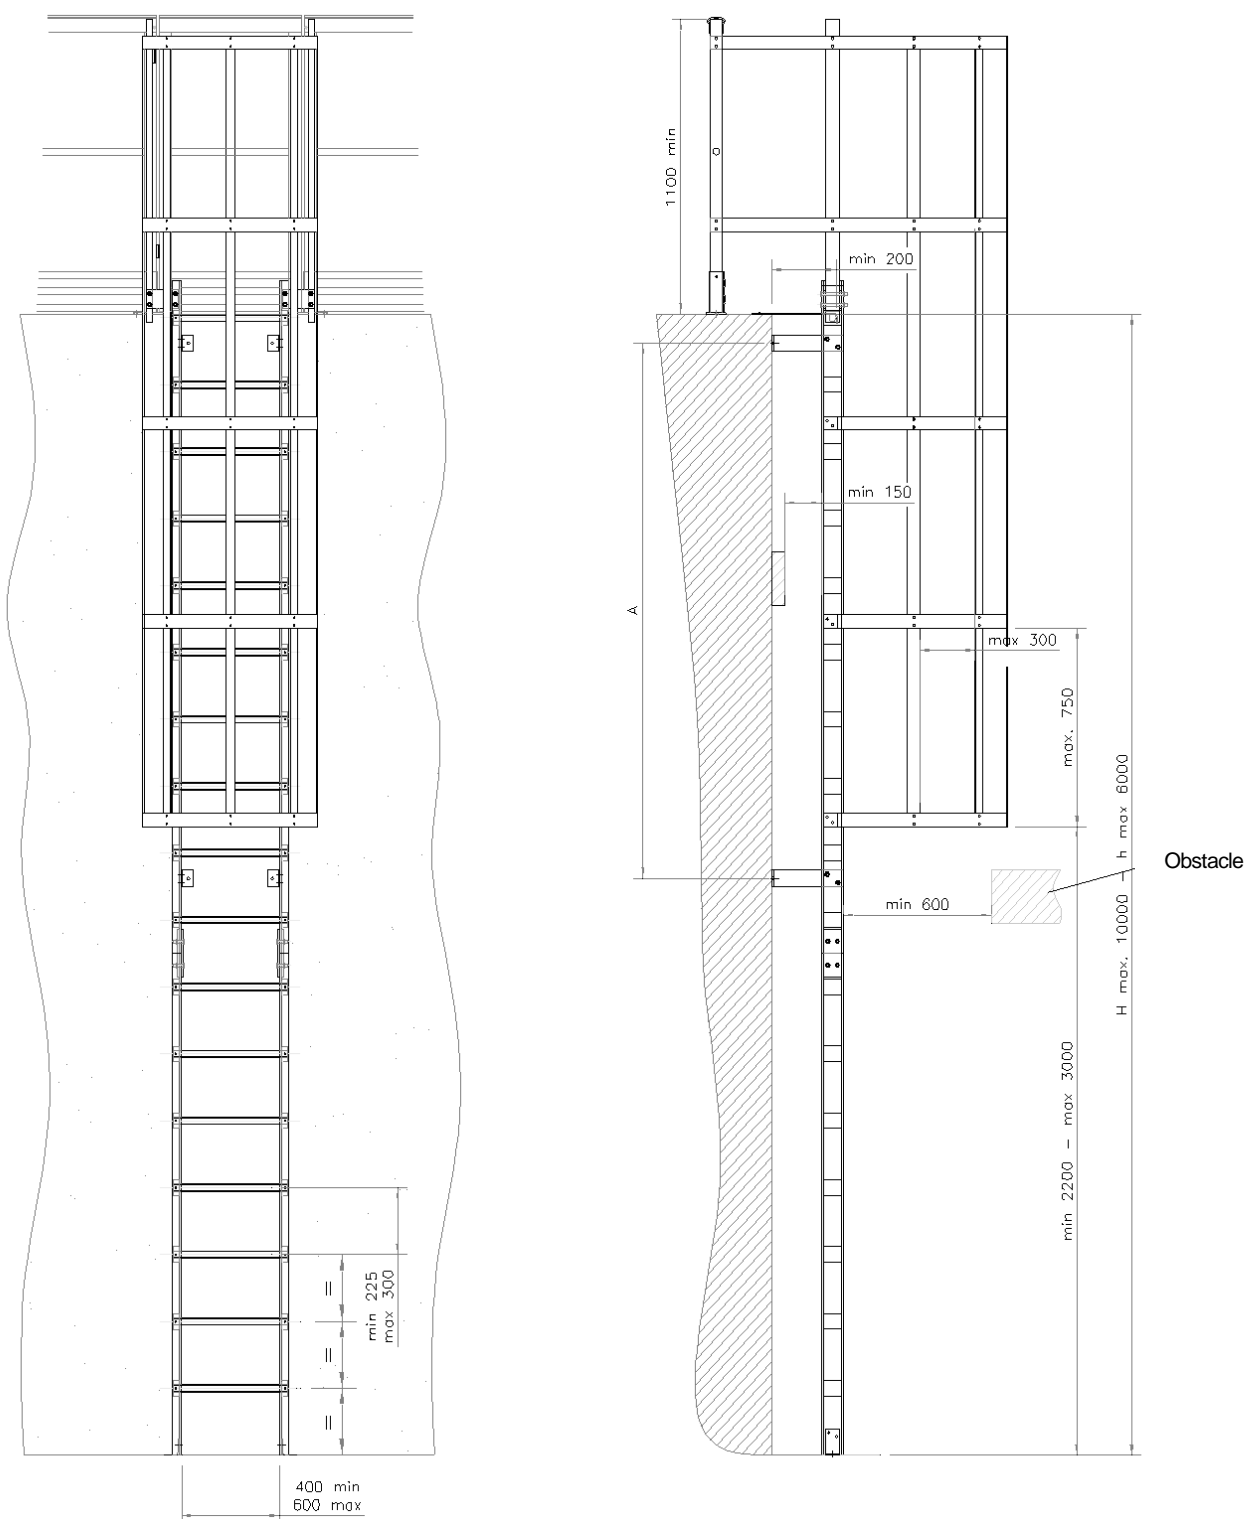 1100 min
min 200
min 150
A
max 300
max. 750
H max. 10000 – h max 6000
Obstacle
min 600
min 2200 – max 3000
=
=
=
min 225
max 300
400 min
600 max